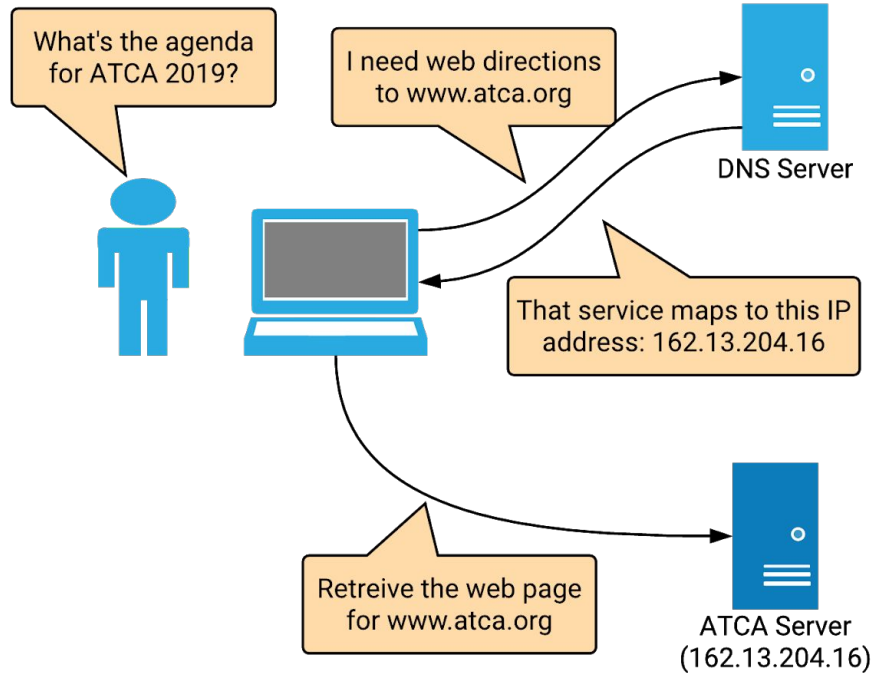 What's the agenda
for ATCA 2019?
I need web directions
to www.atca.org
DNS Server
That service maps to this IP
address: 162.13.204.16
Retreive the web page
for www.atca.org
ATCA Server
(162.13.204.16)